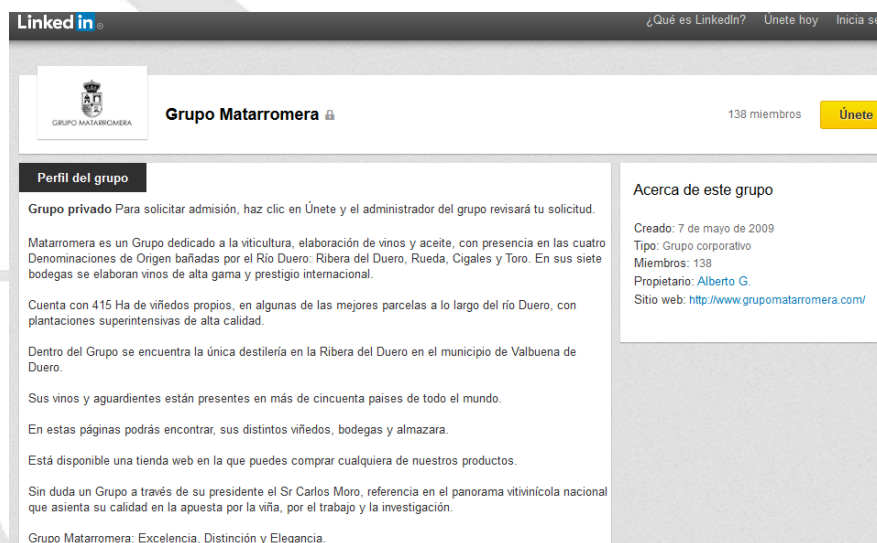 Linked in ®
¿Qué es LinkedIn? Únete hoy Inicia se
GRUPO MATARROMERA
Grupo Matarromera
138 miembros
Únete
Perfil del grupo
Grupo privado Para solicitar admisión, haz clic en Únete y el administrador del grupo revisará tu solicitud.
Matarromera es un Grupo dedicado a la viticultura, elaboración de vinos y aceite, con presencia en las cuatro
Denominaciones de Origen bañadas por el Río Duero: Ribera del Duero, Rueda, Cigales y Toro. En sus siete
bodegas se elaboran vinos de alta gama y prestigio internacional.
Cuenta con 415 Ha de viñedos propios, en algunas de las mejores parcelas a lo largo del río Duero, con
plantaciones superintensivas de alta calidad.
Dentro del Grupo se encuentra la única destilería en la Ribera del Duero en el municipio de Valbuena de
Duero.
Sus vinos y aguardientes están presentes en más de cincuenta paises de todo el mundo.
En estas páginas podrás encontrar, sus distintos viñedos, bodegas y almazara.
Está disponible una tienda web en la que puedes comprar cualquiera de nuestros productos.
Sin duda un Grupo a través de su presidente el Sr Carlos Moro, referencia en el panorama vitivinícola nacional
que asienta su calidad en la apuesta por la viña, por el trabajo y la investigación.
Grupo Matarromera: Excelencia, Distinción y Elegancia.
Acerca de este grupo
Creado: 7 de mayo de 2009
Tipo: Grupo corporativo
Miembros: 138
Propietario: Alberto G.
Sitio web: http://www.grupomatarromera.com/